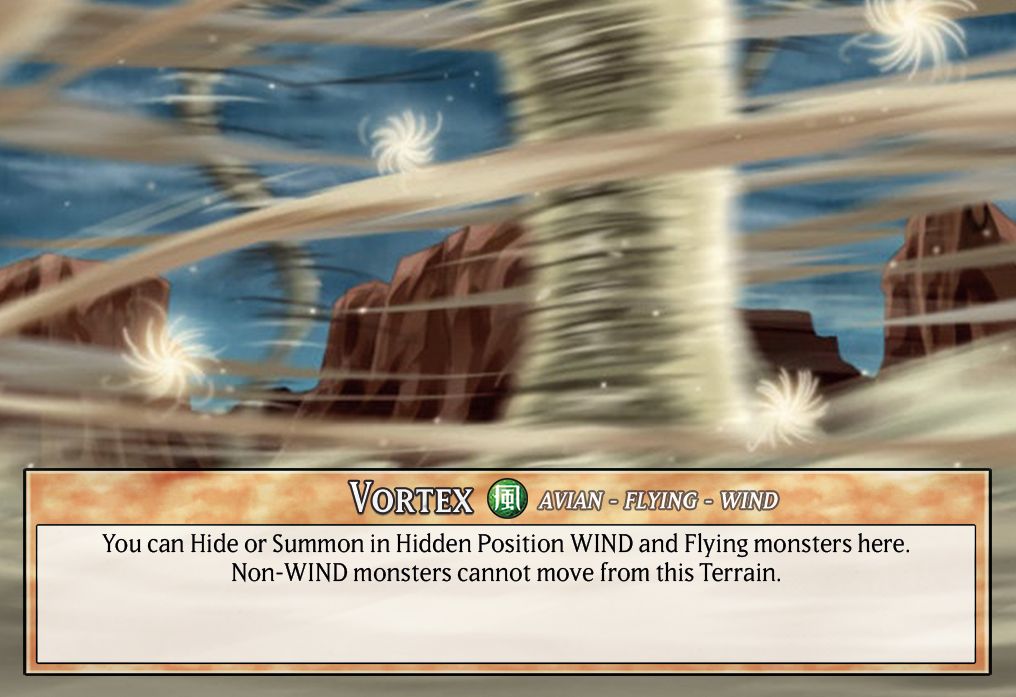 VORTEX 風 AVIAN - FLYING - WIND
You can Hide or Summon in Hidden Position WIND and Flying monsters here.
Non-WIND monsters cannot move from this Terrain.